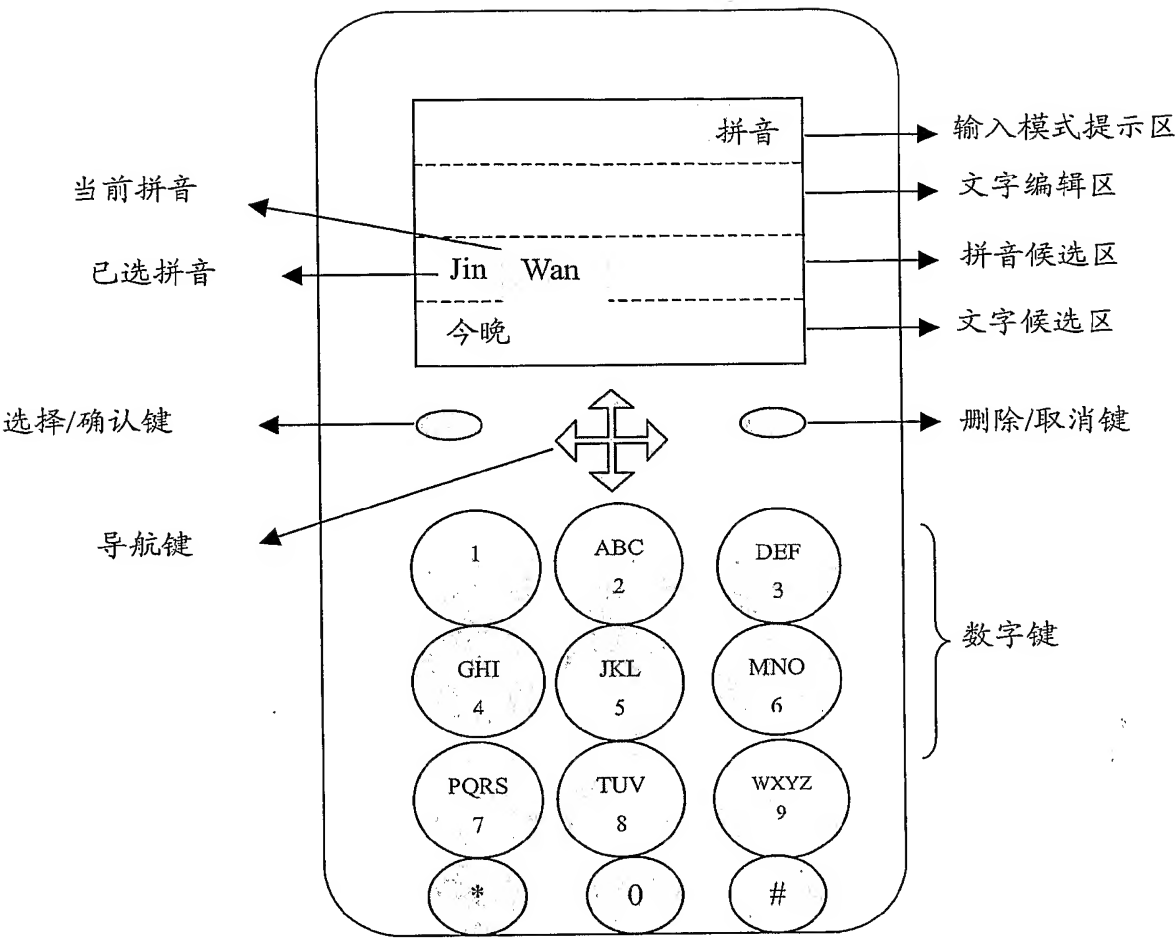 拼音
输入模式提示区
当前拼音
文字编辑区
已选拼音
Jin Wan
拼音候选区
今晚
文字候选区
选择/确认键
删除/取消键
导航键
1
ABC
2
DEF
3
数字键
GHI
4
JKL
5
MNO
6
PQRS
7
TUV
8
WXYZ
9
*
0
#